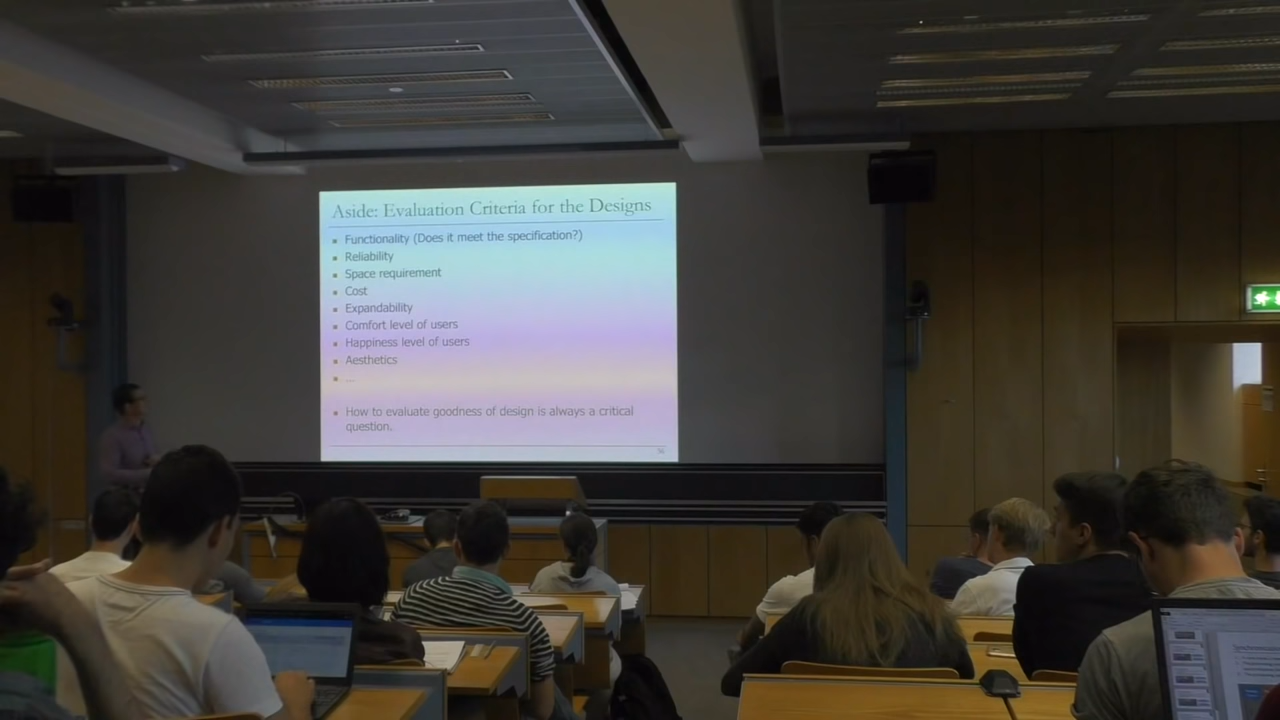 Aside: Evaluation Criteria for the Designs
Functionality (Does it meet the specification?)
Reliability
Space requirement
Cost
Expandability
Comfort level of users
Happiness level of users
Aesthetics
...
How to evaluate goodness of design is always a critical
question.